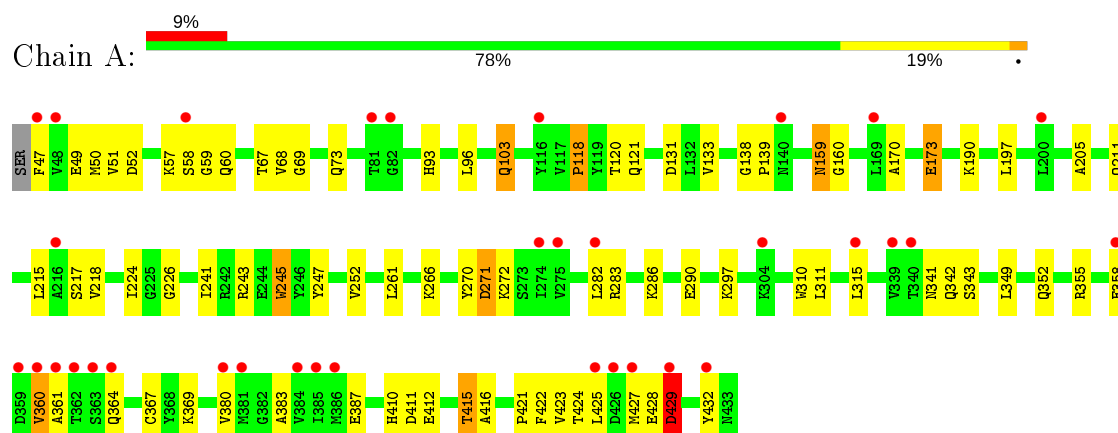 9%
Chain A:
78% 19% •
SER F47 V48 E49 M50 V51 D52 K57 S58 G59 Q60 T67 V68 G69 Q73 T81 G82 H93 L96 Q103 Y116 V117 P118 Y119 T120 Q121 D131 L132 V133 G138 P139 N140 N159 G160 L169 A170 E173 K190 L197 L200 A205 Q211
L215 A216 S217 V218 I224 G225 G226 I241 R242 R243 E244 W245 Y246 Y247 V252 L261 K266 Y270 D271 K272 S273 I274 V275 L282 R283 K286 E290 K297 K304 W310 L311 L315 V339 T340 N341 Q342 S343 L349 Q352 R355 E358
D359 V360 A361 T362 S363 Q364 C367 Y368 K369 V380 M381 G382 A383 V384 I385 M386 E387 H410 D411 E412 T415 A416 P421 F422 V423 T424 L425 D426 M427 E428 D429 Y432 N433